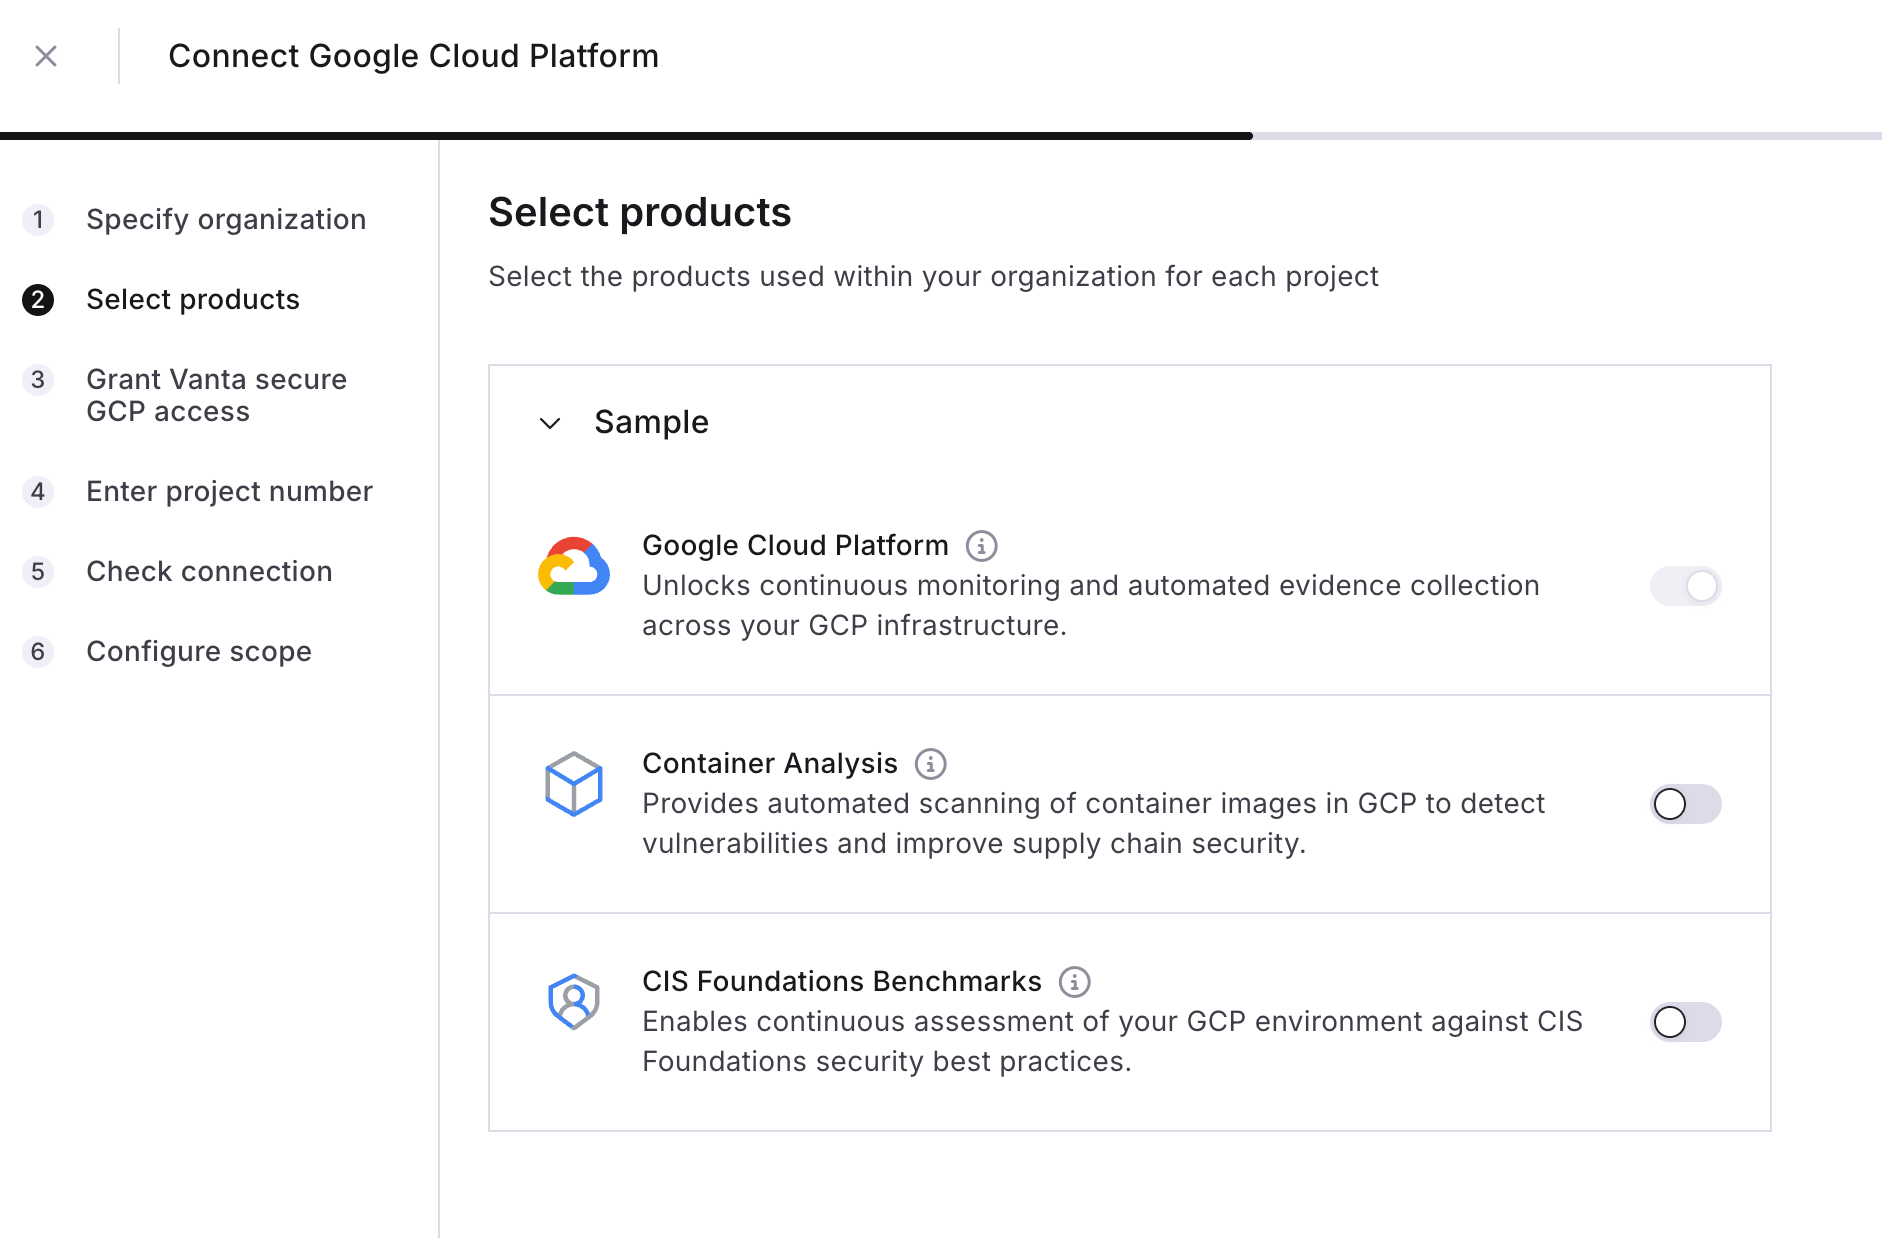 Connect Google Cloud Platform
1 Specify organization
2 Select products
3 Grant Vanta secure
GCP access
4 Enter project number
5 Check connection
6 Configure scope
Select products
Select the products used within your organization for each project
Sample
Google Cloud Platform
Unlocks continuous monitoring and automated evidence collection
across your GCP infrastructure.
Container Analysis
Provides automated scanning of container images in GCP to detect
vulnerabilities and improve supply chain security.
CIS Foundations Benchmarks
Enables continuous assessment of your GCP environment against CIS
Foundations security best practices.